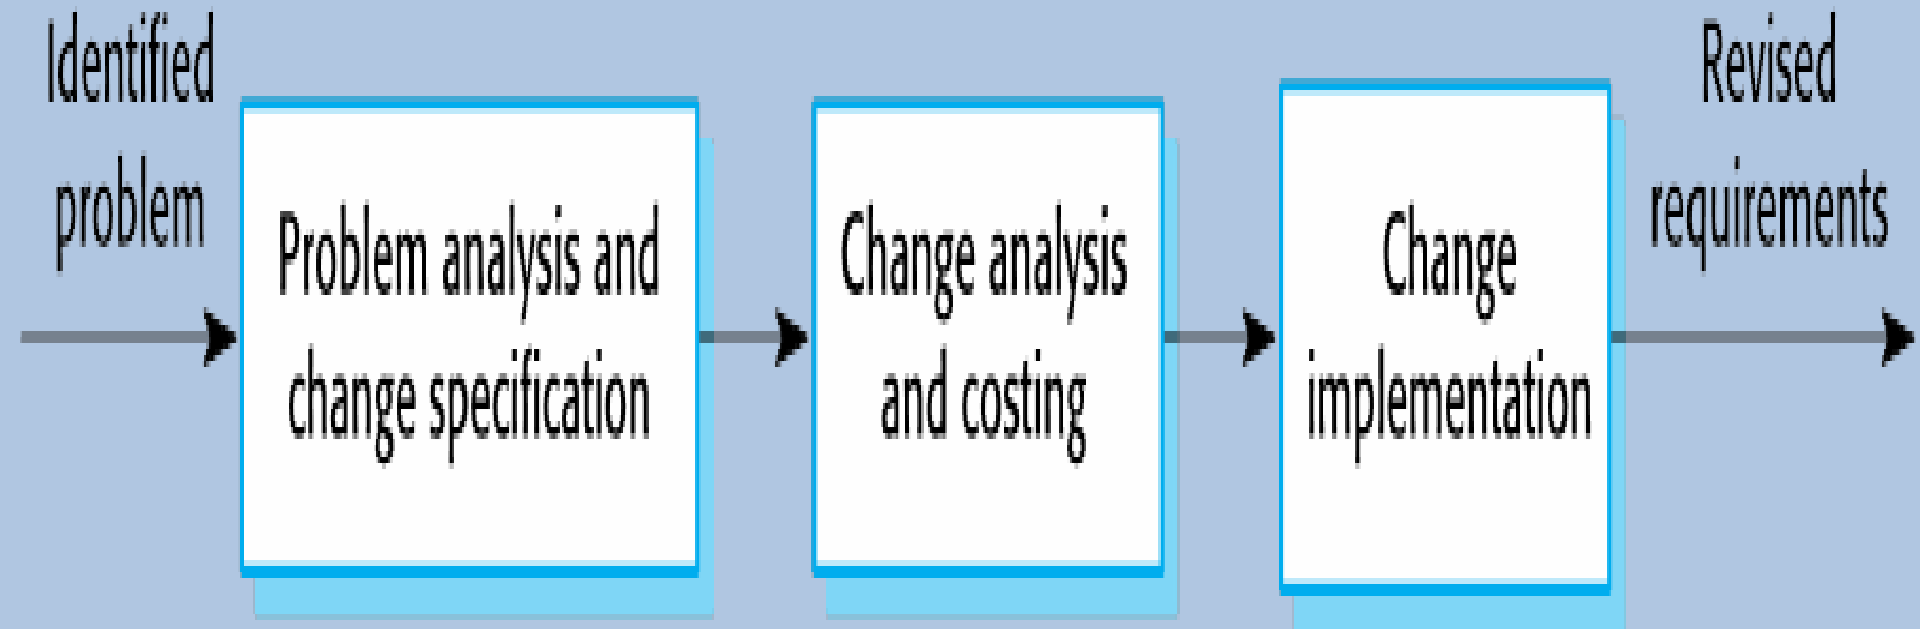 Identified
problem
Problem analysis and
change specification
Change analysis
and costing
Change
implementation
Revised
requirements